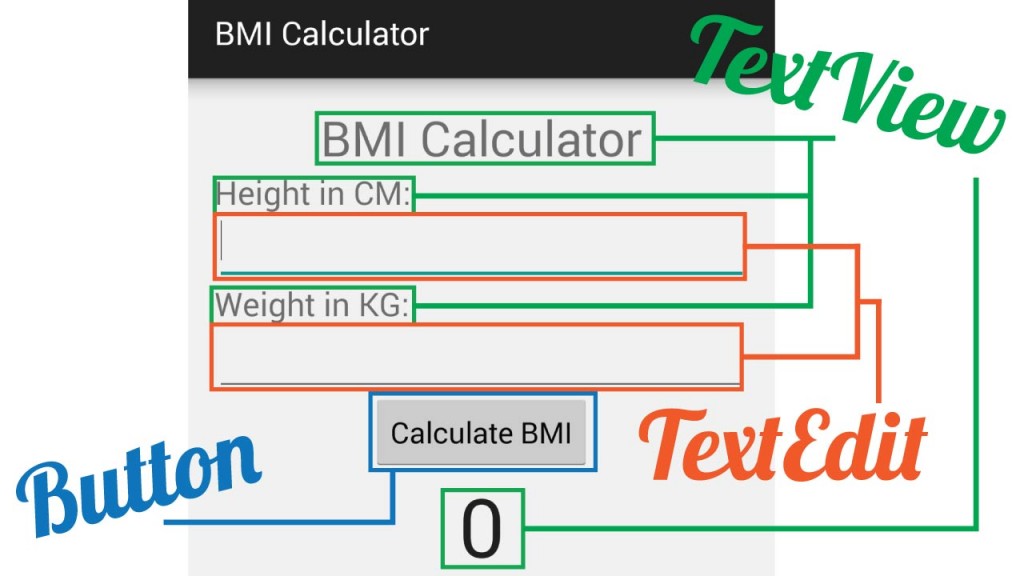 BMI Calculator
TextView
BMI Calculator
Height in CM:
Weight in KG:
Calculate BMI
TextEdit
Button
0